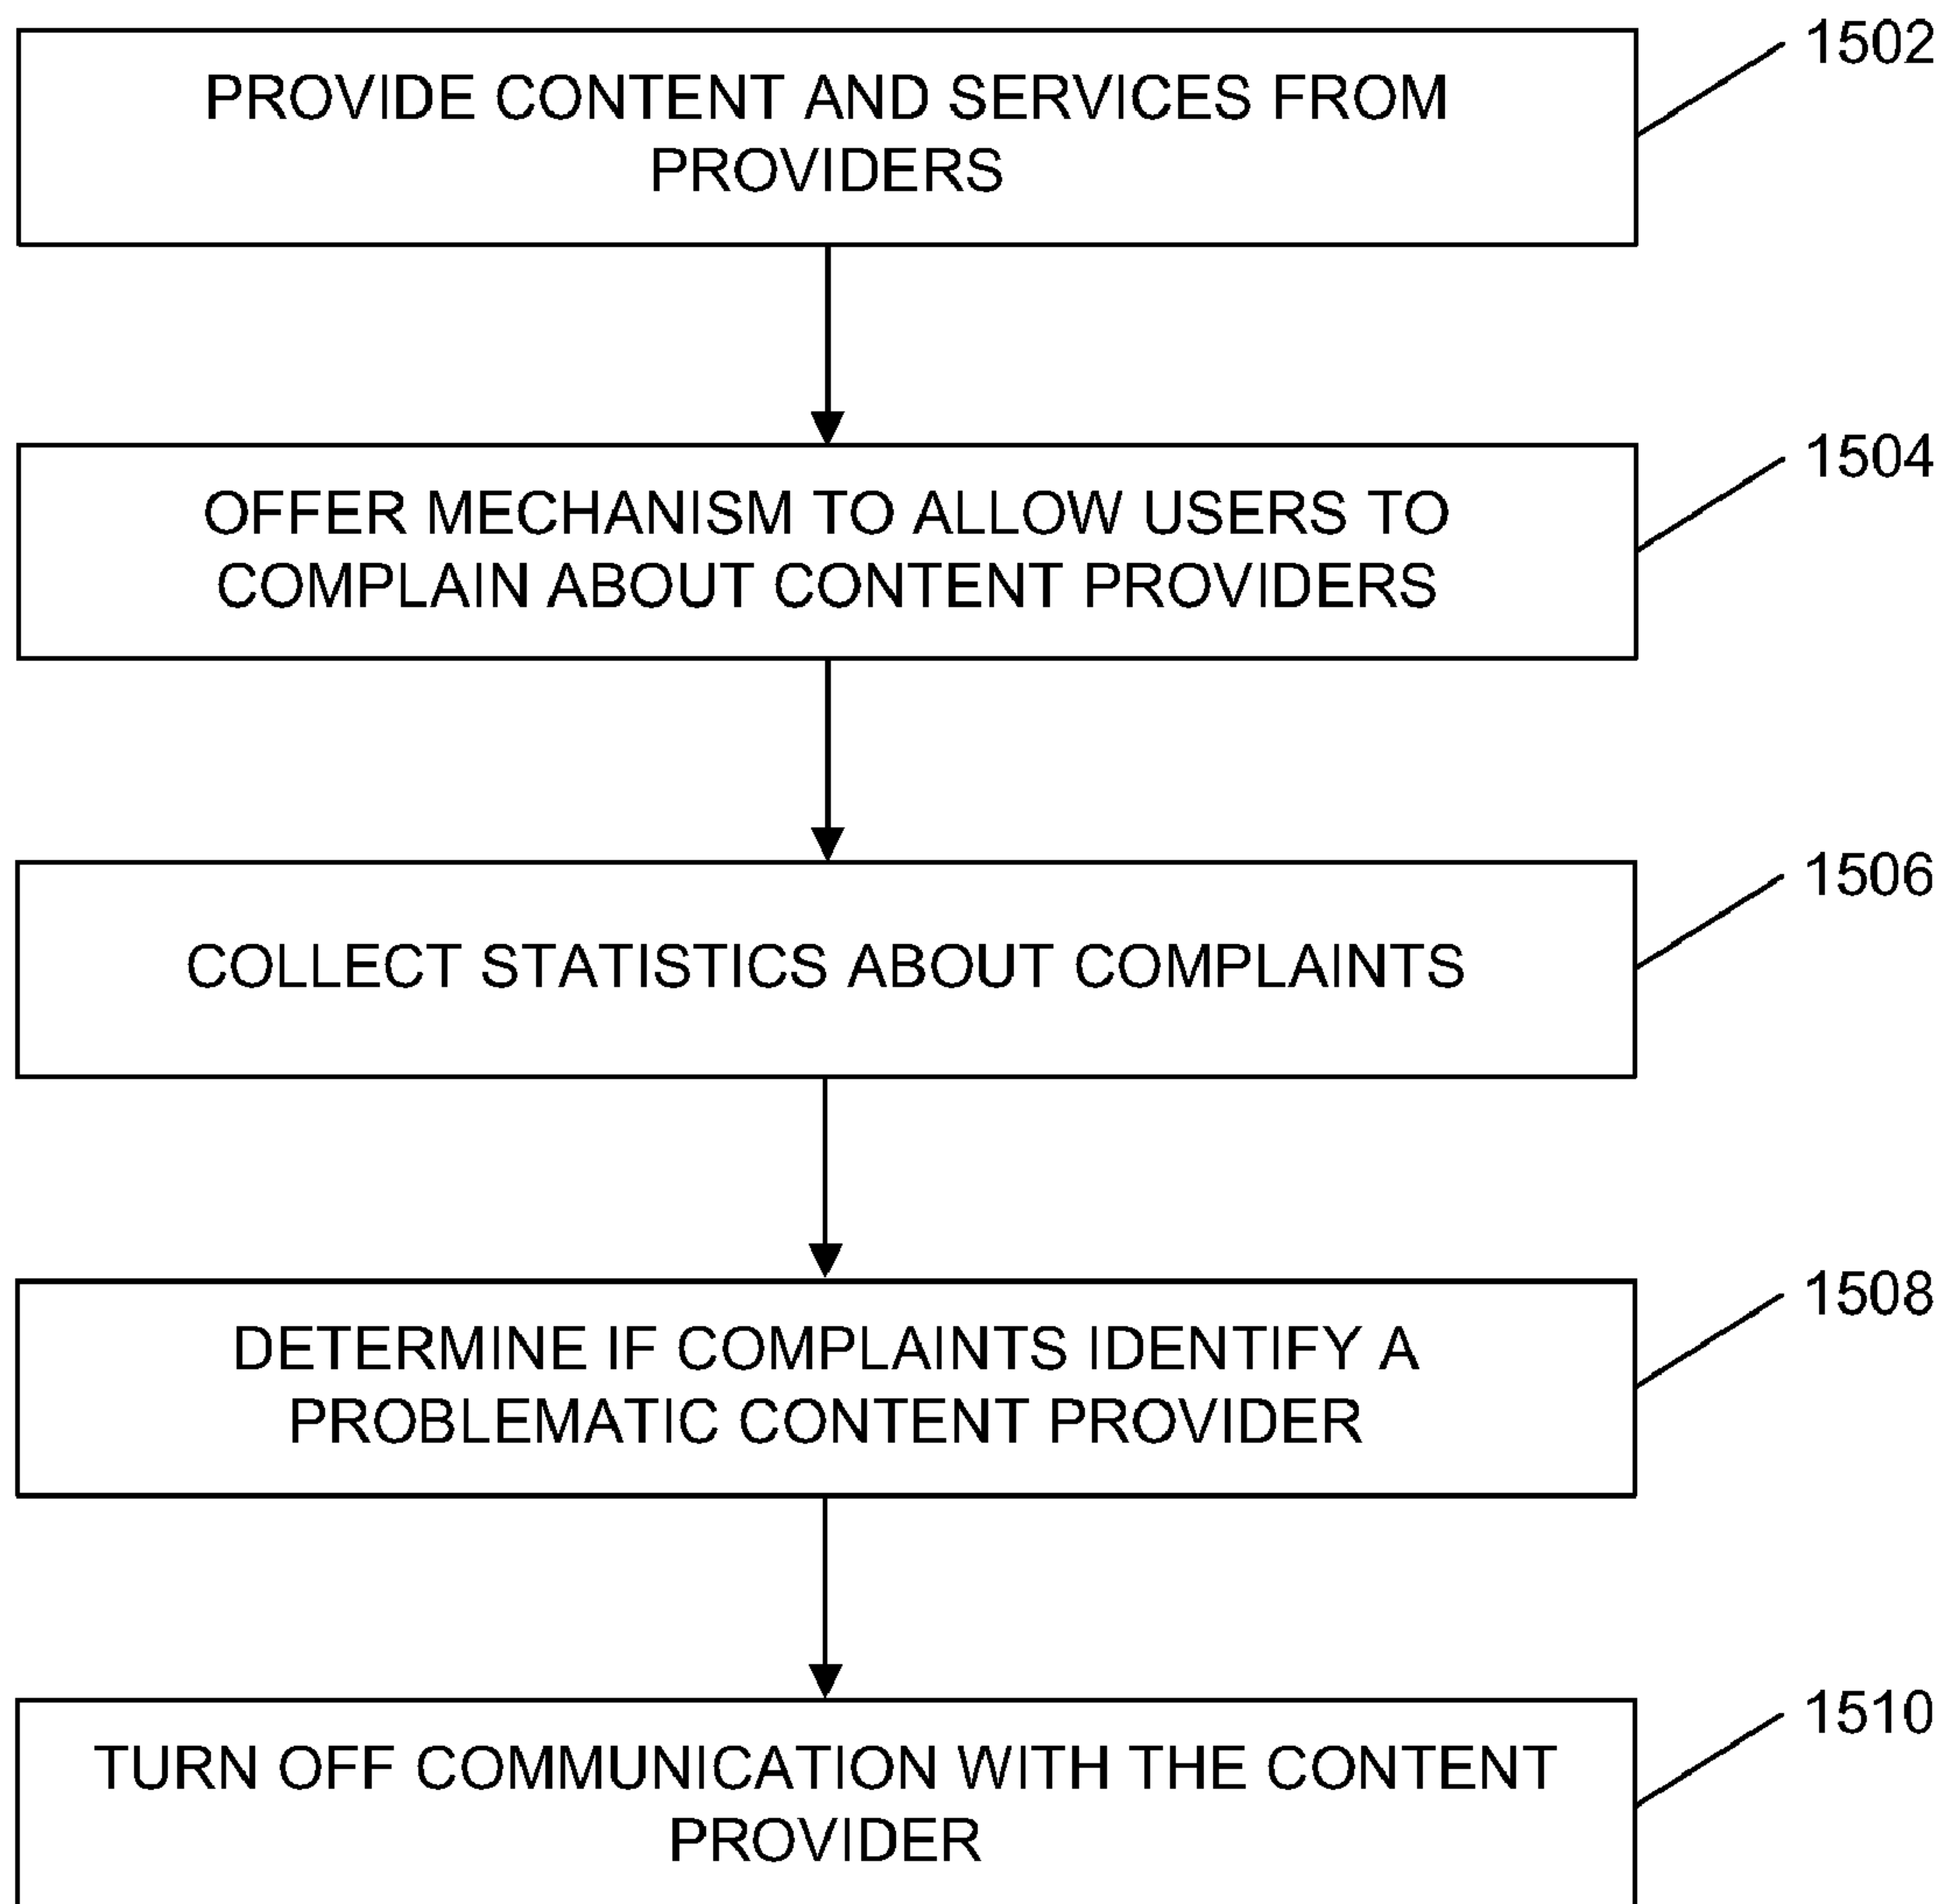 1502
PROVIDE CONTENT AND SERVICES FROM
PROVIDERS
1504
OFFER MECHANISM TO ALLOW USERS TO
COMPLAIN ABOUT CONTENT PROVIDERS
1506
COLLECT STATISTICS ABOUT COMPLAINTS
1508
DETERMINE IF COMPLAINTS IDENTIFY A
PROBLEMATIC CONTENT PROVIDER
1510
TURN OFF COMMUNICATION WITH THE CONTENT
PROVIDER